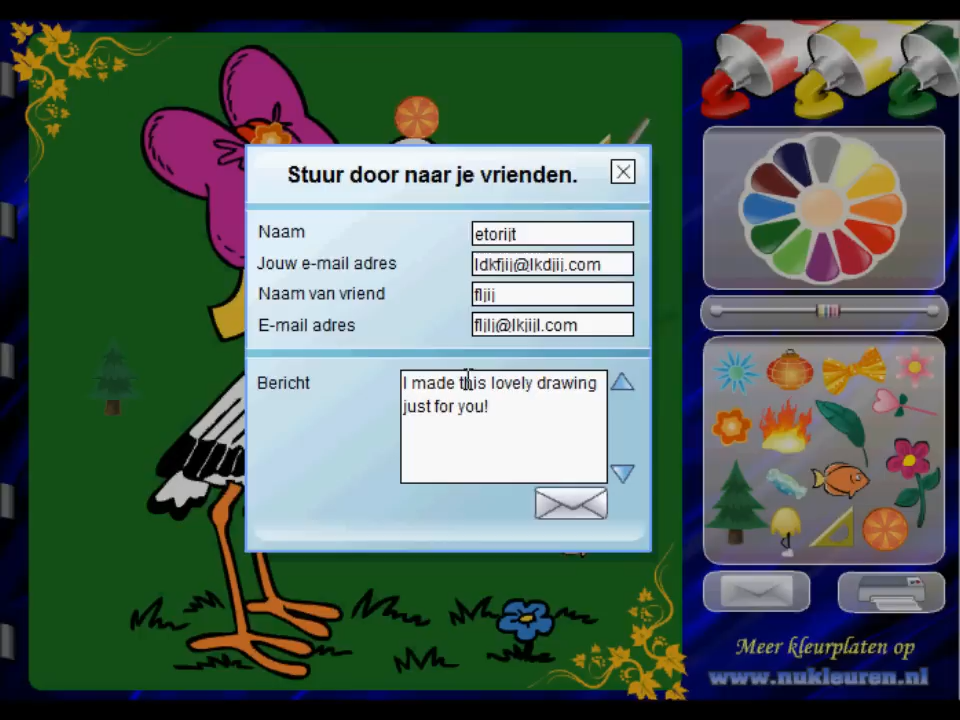 Stuur door naar je vrienden.
Naam
etorijt
Jouw e-mail adres
ldkfjij@lkdjij.com
Naam van vriend
fljij
E-mail adres
fljlj@lkjijl.com
Bericht
I made this lovely drawing
just for you!
Meer kleurplaten op
www.nukleuren.nl